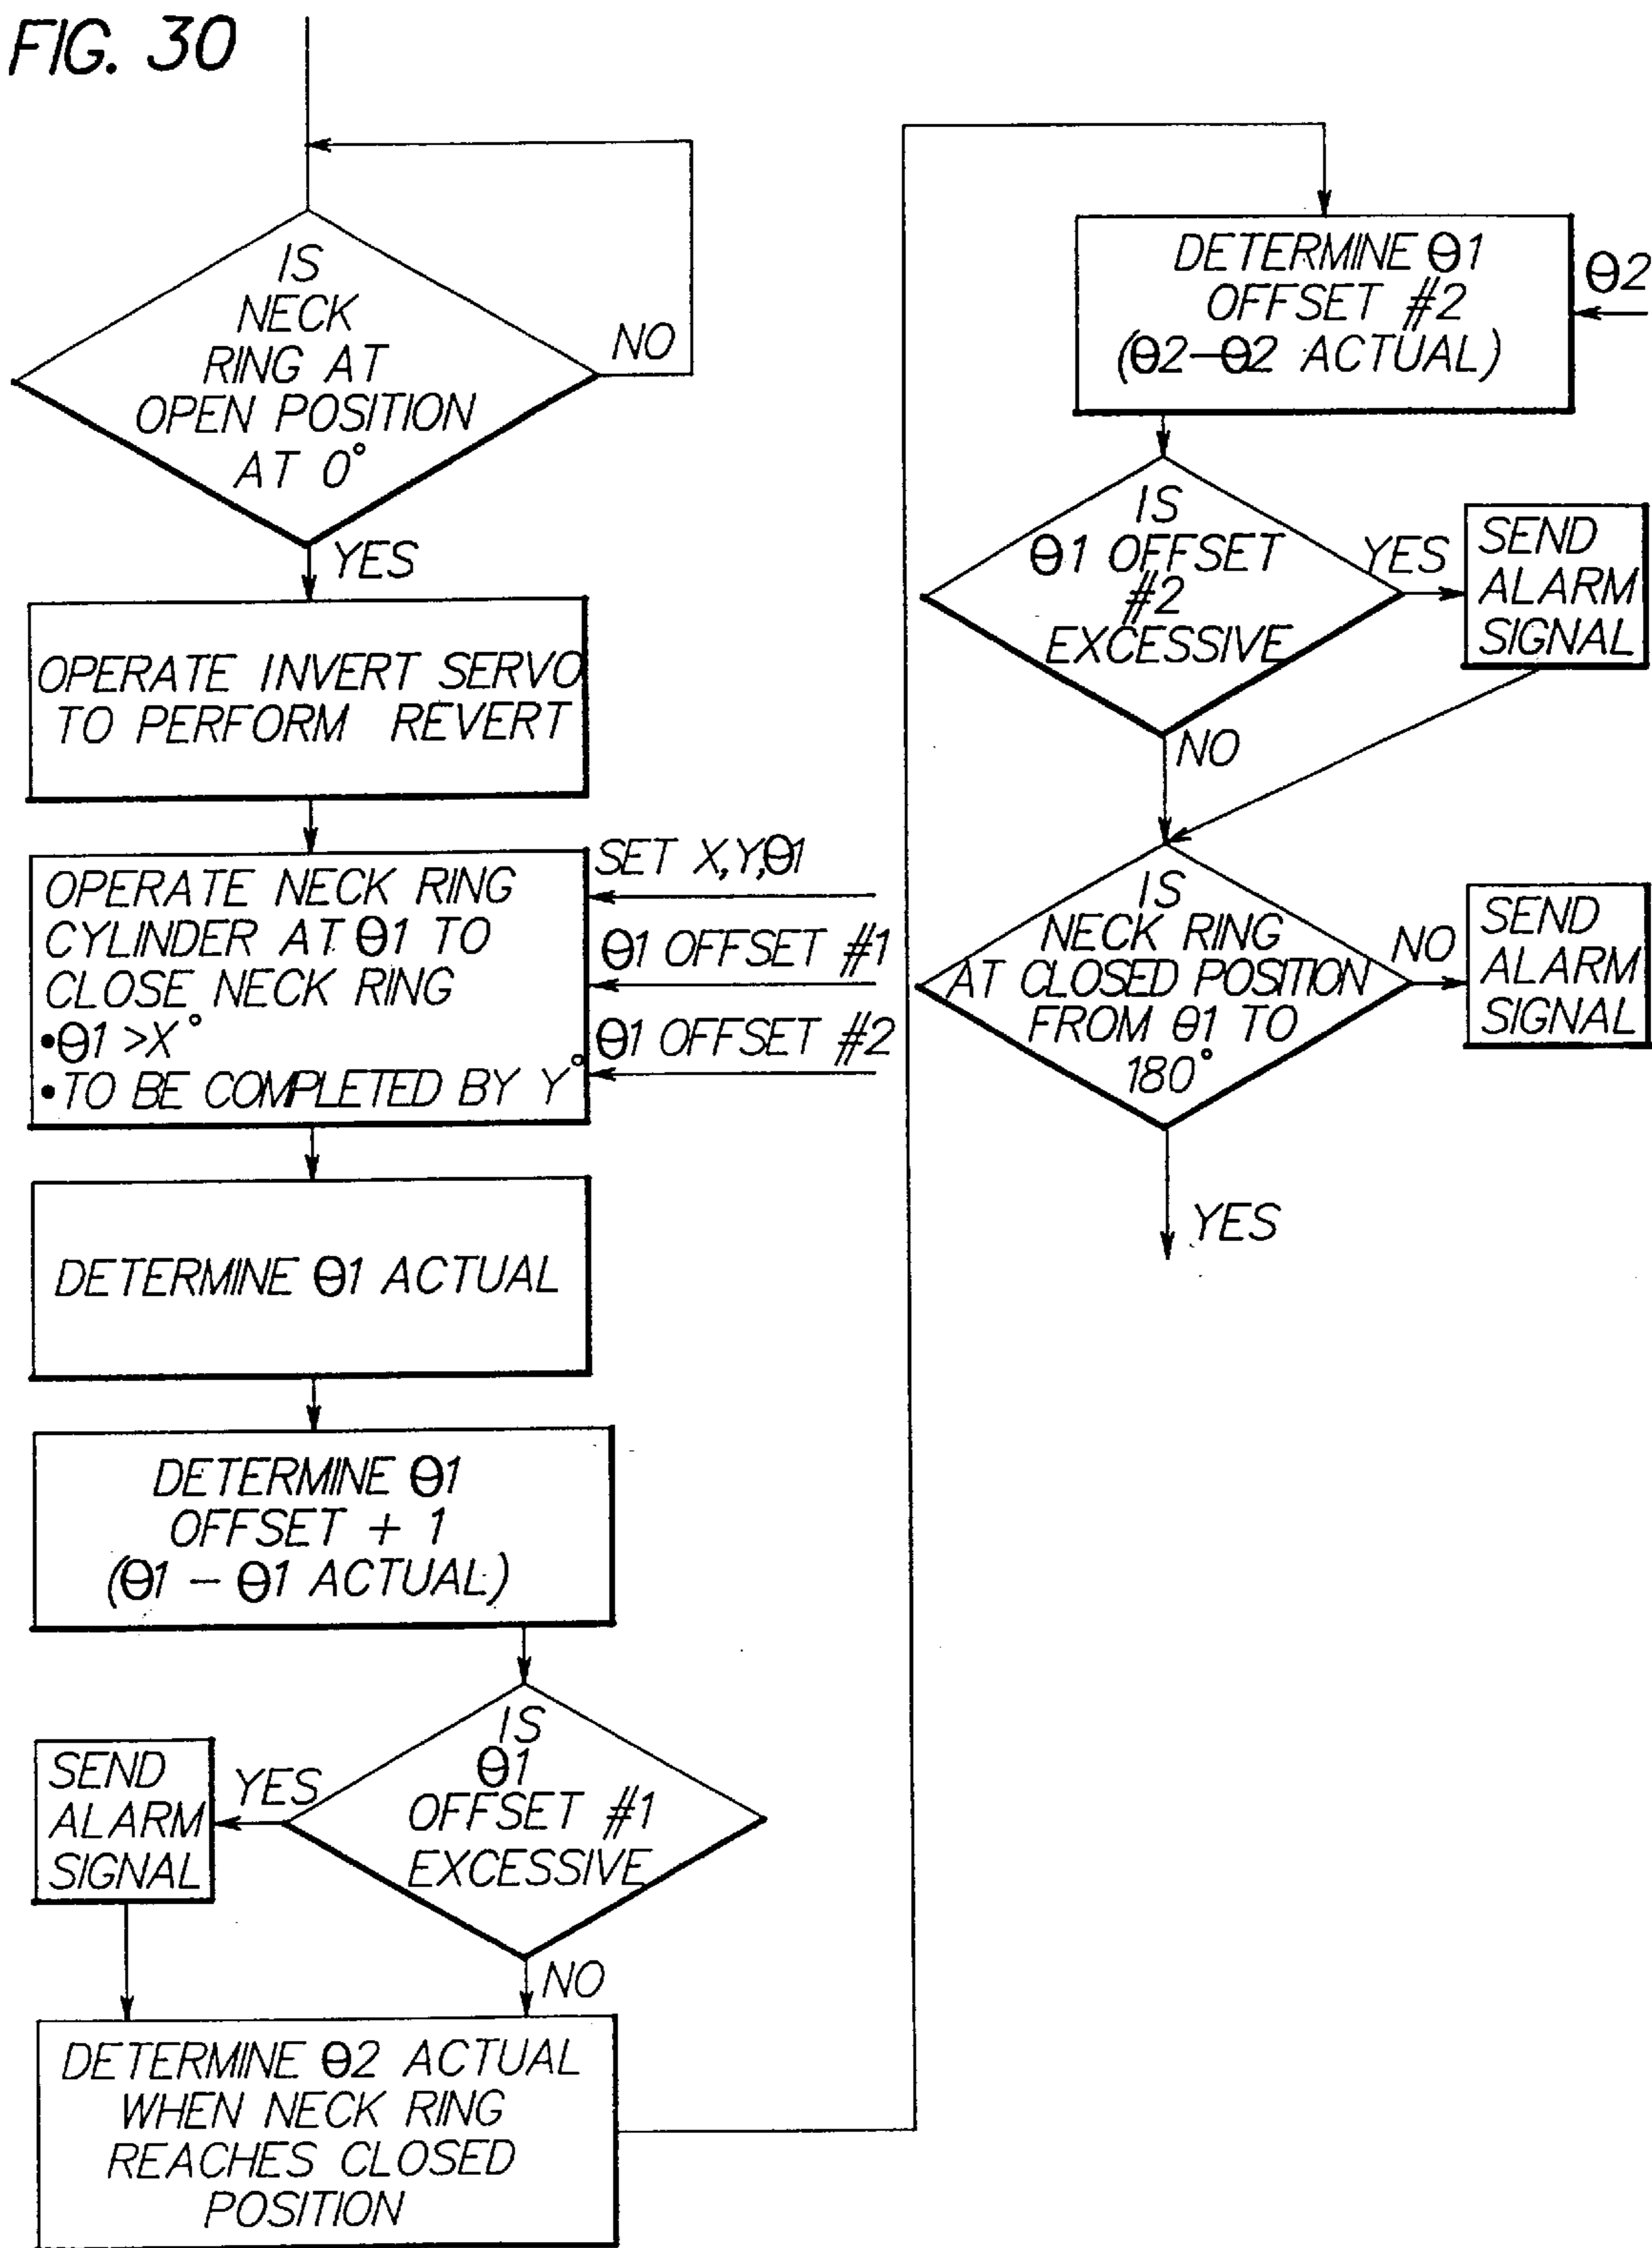 FIG. 30
IS
NECK
RING AT
OPEN POSITION
AT 0°
NO
YES
OPERATE INVERT SERVO
TO PERFORM REVERT
OPERATE NECK RING
CYLINDER AT Θ1 TO
CLOSE NECK RING
•Θ1 >X°
•TO BE COMPLETED BY Y°
SET X,Y,Θ1
Θ1 OFFSET #1
Θ1 OFFSET #2
DETERMINE Θ1 ACTUAL
DETERMINE Θ1
OFFSET + 1
(Θ1 – Θ1 ACTUAL)
IS
Θ1
OFFSET #1
EXCESSIVE
YES
SEND
ALARM
SIGNAL
NO
DETERMINE Θ2 ACTUAL
WHEN NECK RING
REACHES CLOSED
POSITION
DETERMINE Θ1
OFFSET #2
(Θ2–Θ2 ACTUAL)
Θ2
IS
Θ1 OFFSET
#2
EXCESSIVE
YES
SEND
ALARM
SIGNAL
NO
IS
NECK RING
AT CLOSED POSITION
FROM Θ1 TO
180°
NO
SEND
ALARM
SIGNAL
YES